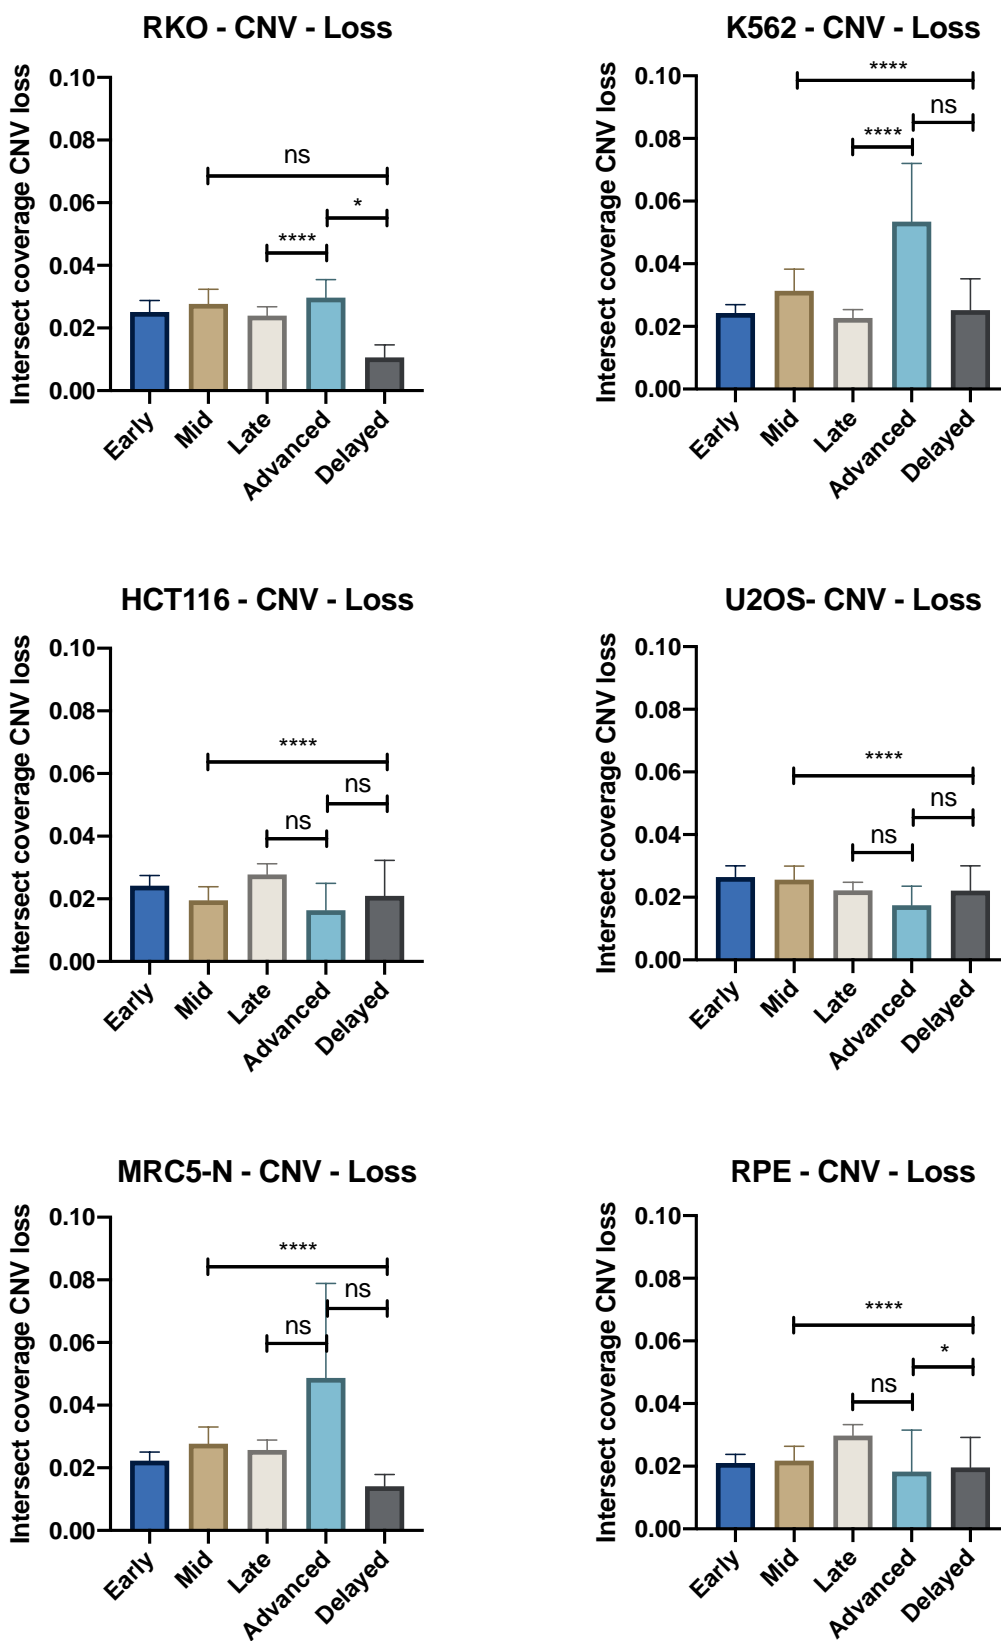 RKO - CNV - Loss
Intersect coverage CNV loss
0.10
0.08
0.06
0.04
0.02
0.00
ns
*
****
Early
Mid
Late
Advanced
Delayed
K562 - CNV - Loss
Intersect coverage CNV loss
0.10
0.08
0.06
0.04
0.02
0.00
****
ns
****
Early
Mid
Late
Advanced
Delayed
HCT116 - CNV - Loss
Intersect coverage CNV loss
0.10
0.08
0.06
0.04
0.02
0.00
****
ns
ns
Early
Mid
Late
Advanced
Delayed
U2OS- CNV - Loss
Intersect coverage CNV loss
0.10
0.08
0.06
0.04
0.02
0.00
****
ns
ns
Early
Mid
Late
Advanced
Delayed
MRC5-N - CNV - Loss
Intersect coverage CNV loss
0.10
0.08
0.06
0.04
0.02
0.00
****
ns
ns
Early
Mid
Late
Advanced
Delayed
RPE - CNV - Loss
Intersect coverage CNV loss
0.10
0.08
0.06
0.04
0.02
0.00
****
*
ns
Early
Mid
Late
Advanced
Delayed